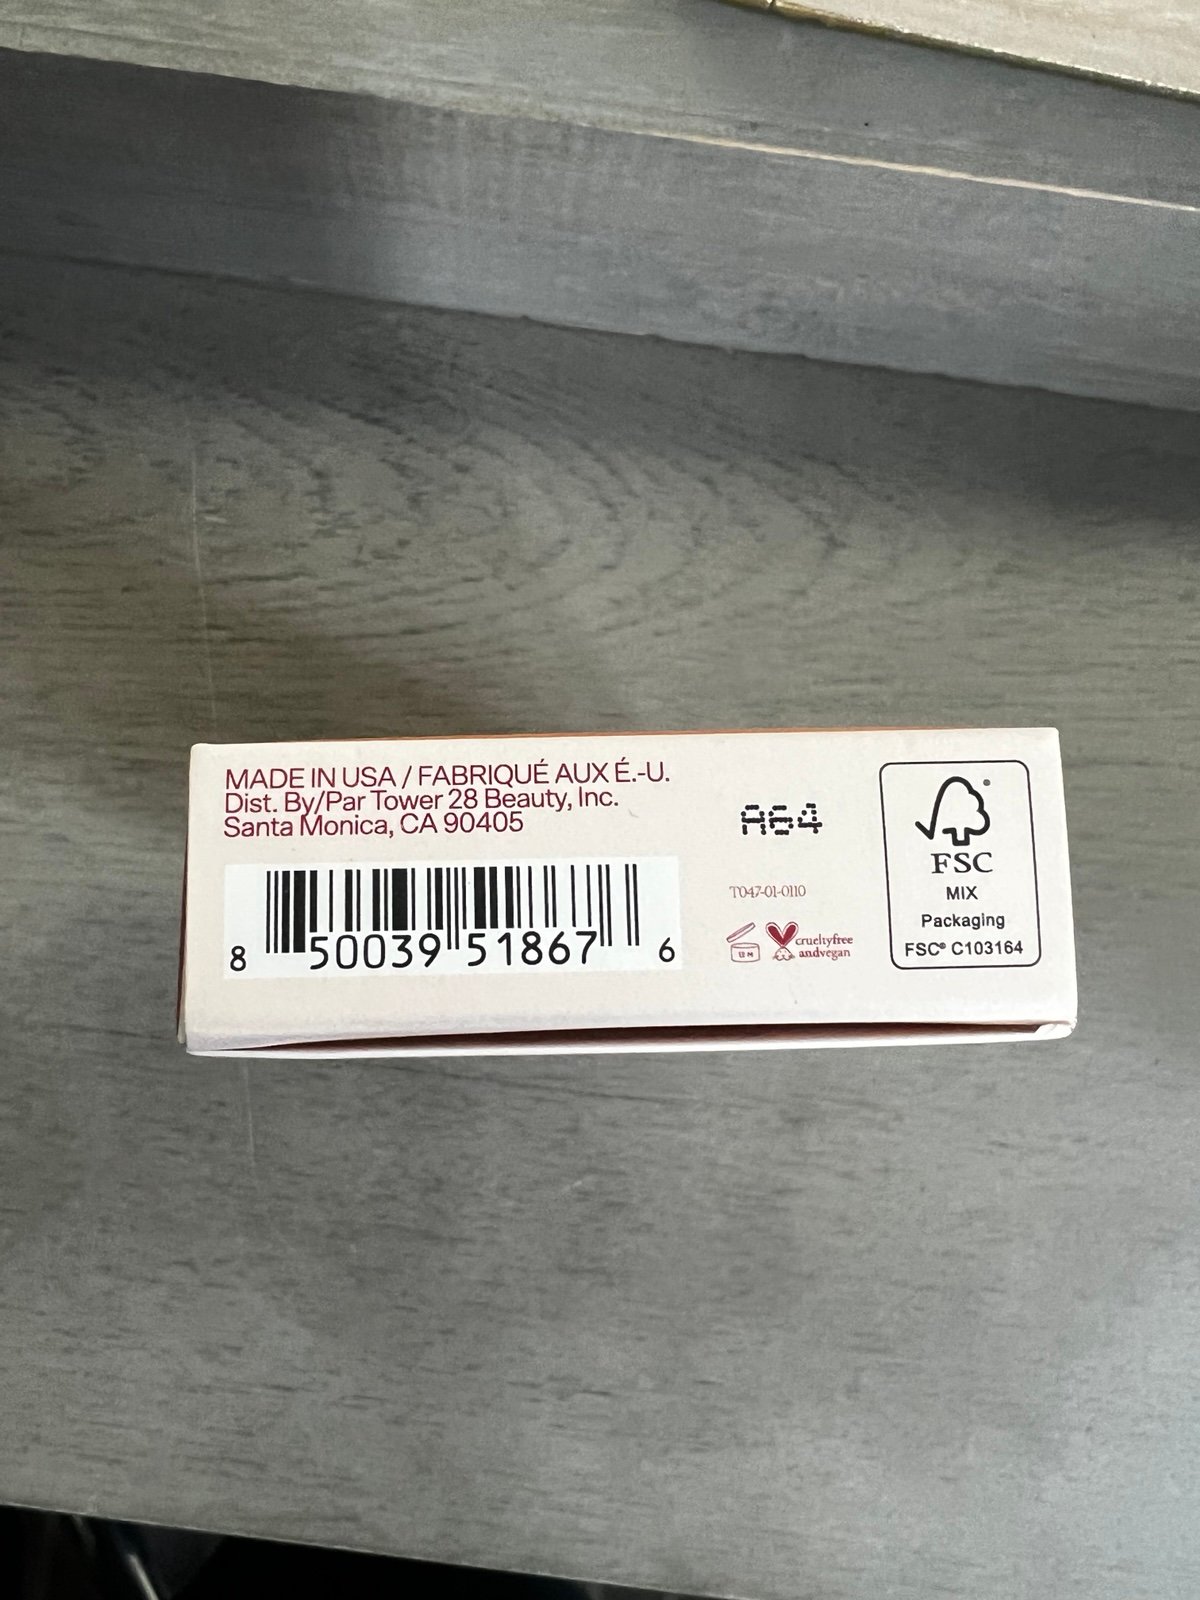 MADE IN USA / FABRIQUÉ AUX É.-U.
Dist. By/Par Tower 28 Beauty, Inc.
Santa Monica, CA 90405
8 50039 51867 6
A64
T047-01-0110
12 M
crueltyfree
andvegan
FSC
MIX
Packaging
FSC® C103164